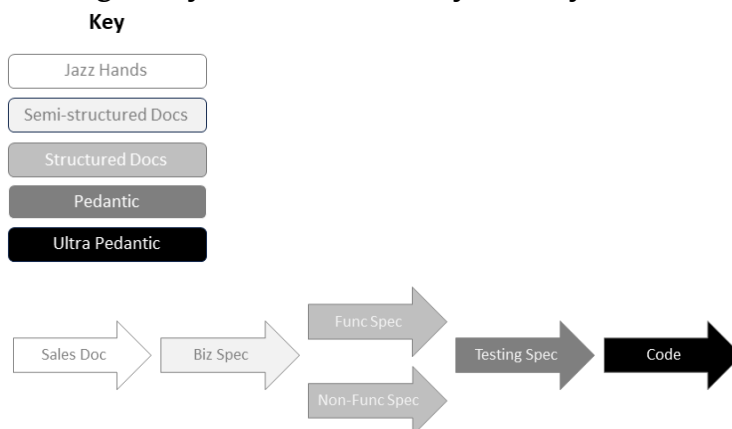 Key
Jazz Hands
Semi-structured Docs
Structured Docs
Pedantic
Ultra Pedantic
Func Spec
Sales Doc
Biz Spec
Testing Spec
Code
Non-Func Spec